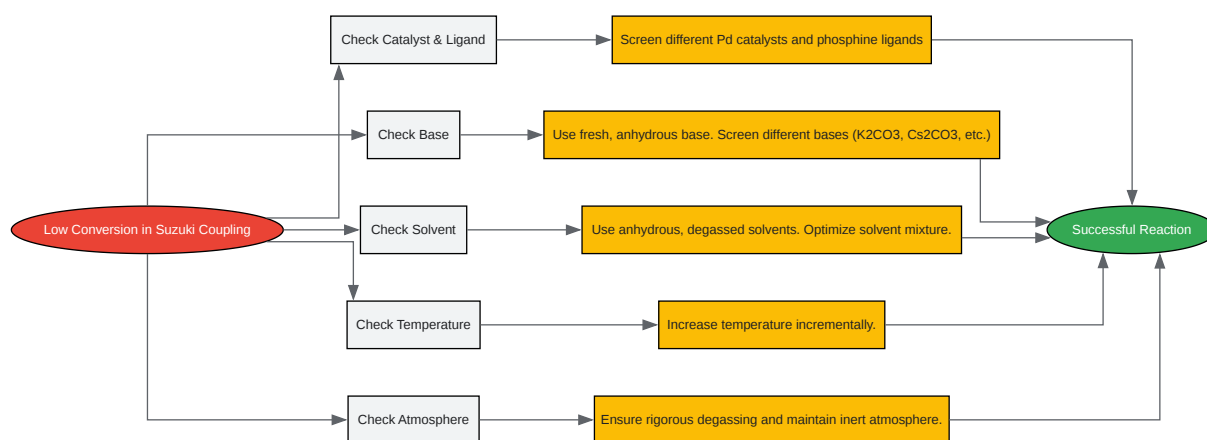 Check Catalyst & Ligand
Screen different Pd catalysts and phosphine ligands
Check Base
Use fresh, anhydrous base. Screen different bases (K2CO3, Cs2CO3, etc.)
Low Conversion in Suzuki Coupling
Check Solvent
Use anhydrous, degassed solvents. Optimize solvent mixture.
Successful Reaction
Check Temperature
Increase temperature incrementally.
Check Atmosphere
Ensure rigorous degassing and maintain inert atmosphere.